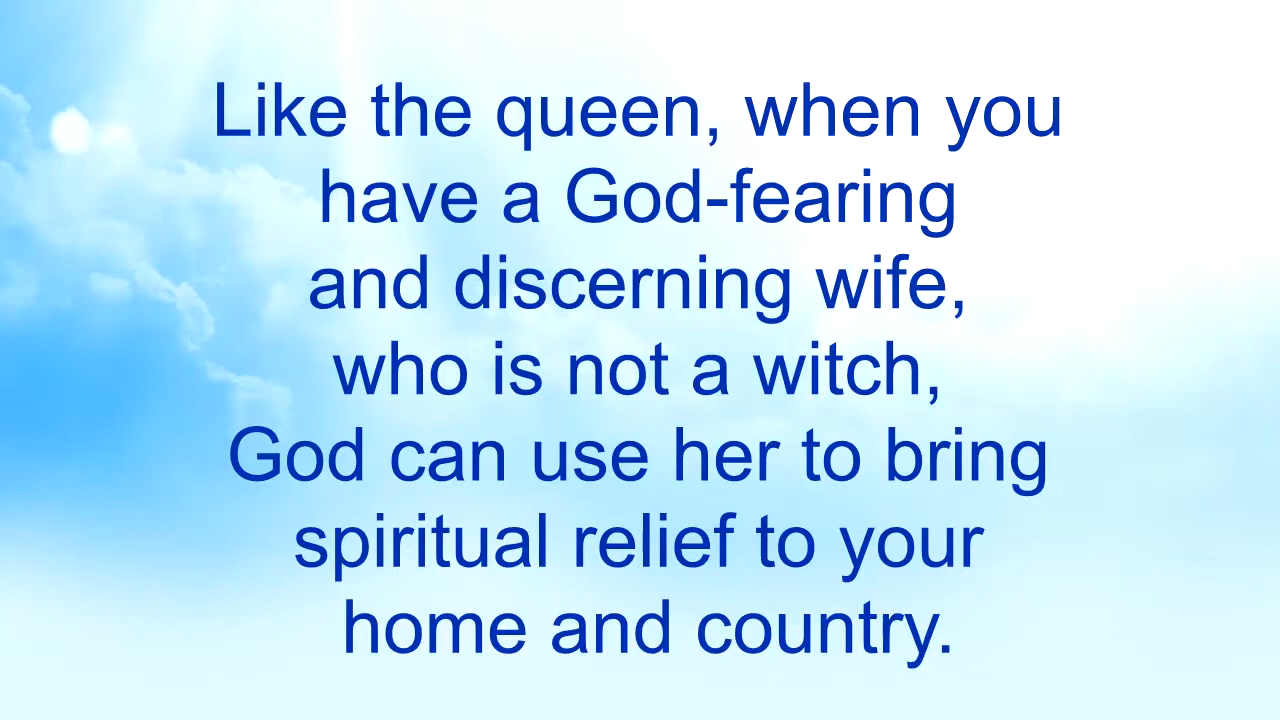 Like the queen, when you
have a God-fearing
and discerning wife,
who is not a witch,
God can use her to bring
spiritual relief to your
home and country.